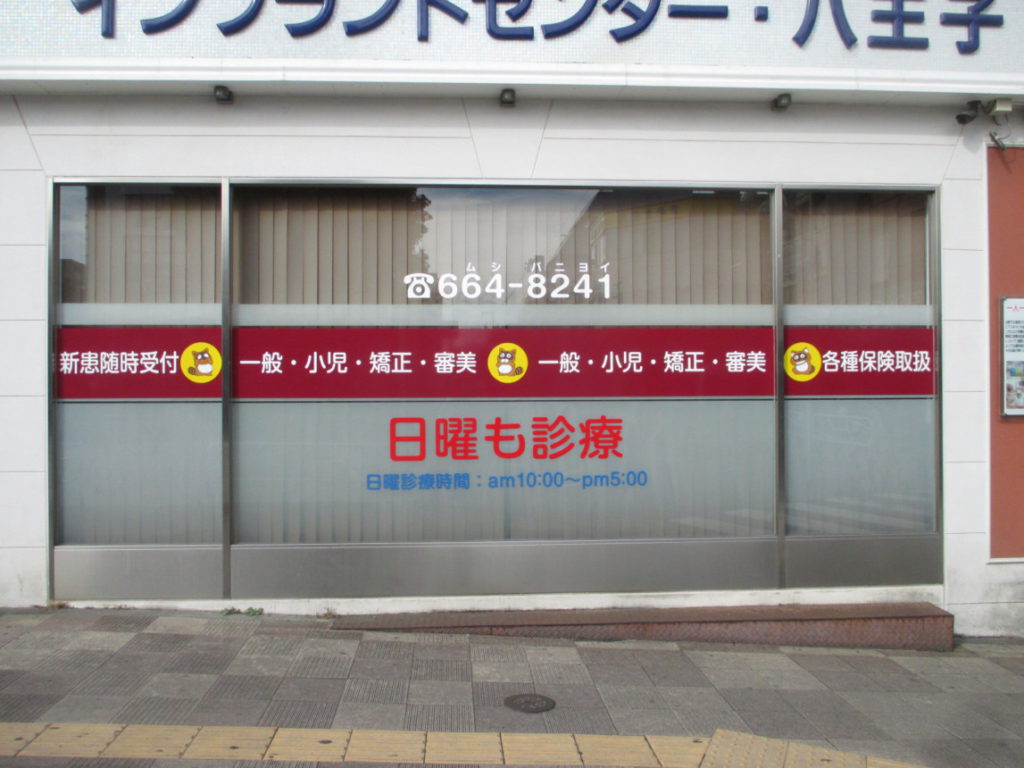 インプラントセンター・八王子
ムシ バニヨイ
☎664-8241
新患随時受付 一般・小児・矯正・審美 一般・小児・矯正・審美 各種保険取扱
日曜も診療
日曜診療時間：am10:00～pm5:00